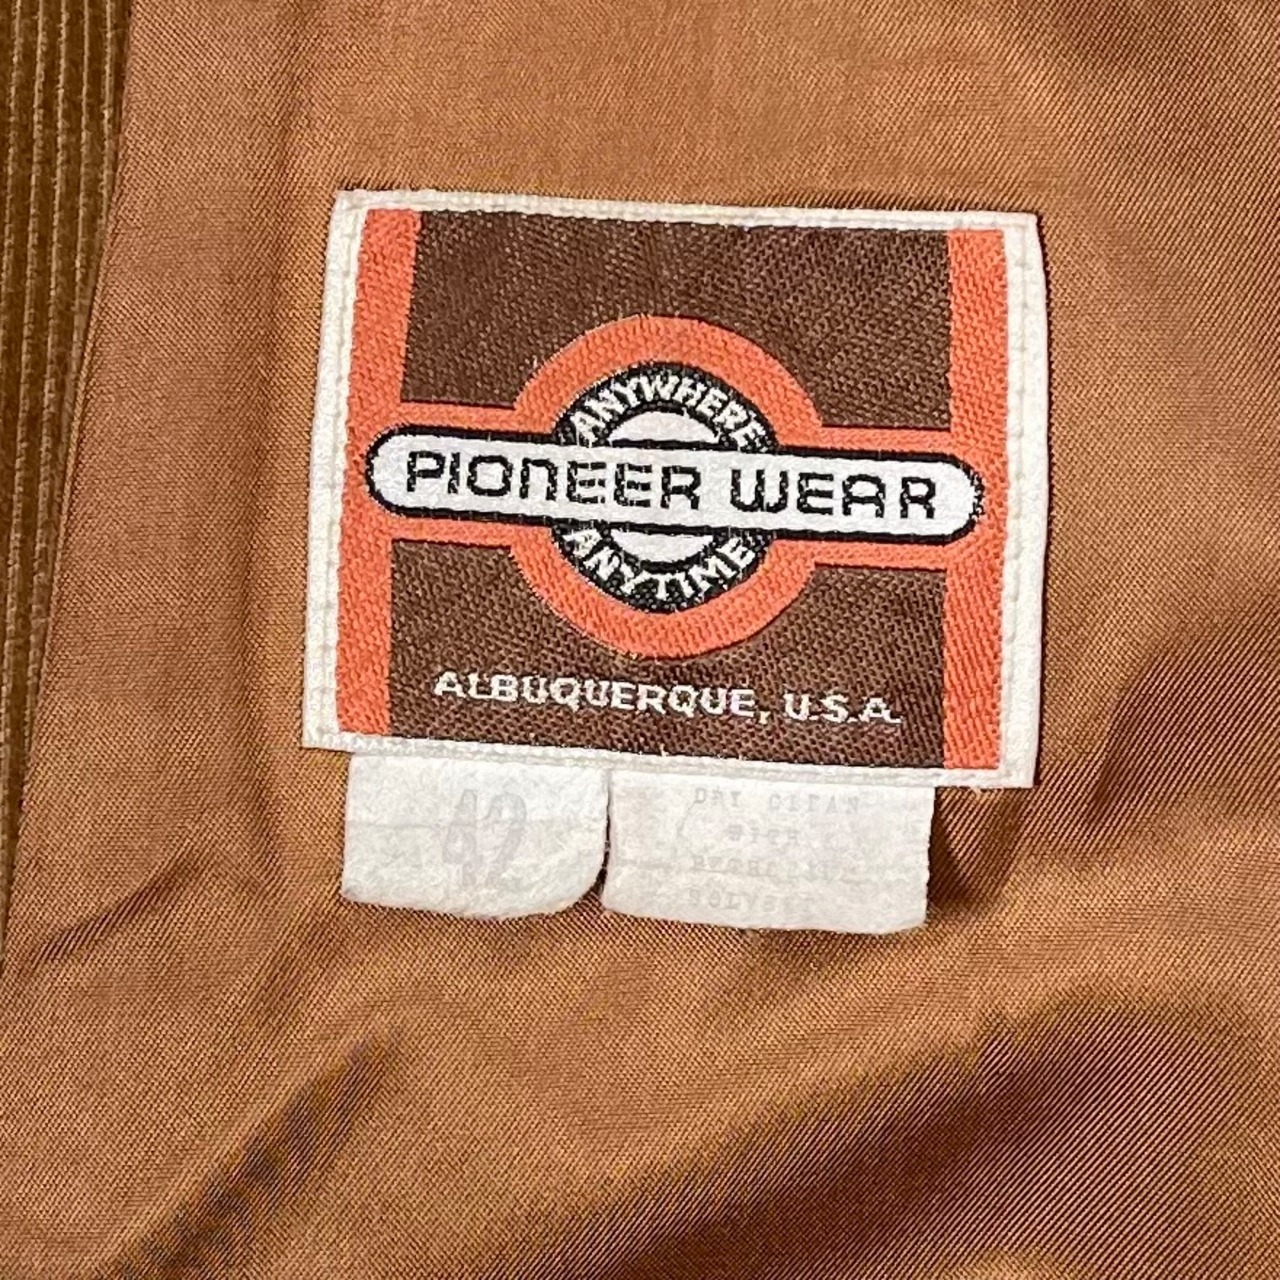 ANYWHERE
PIONEER WEAR
ANYTIME
ALBUQUERQUE, U.S.A.
42